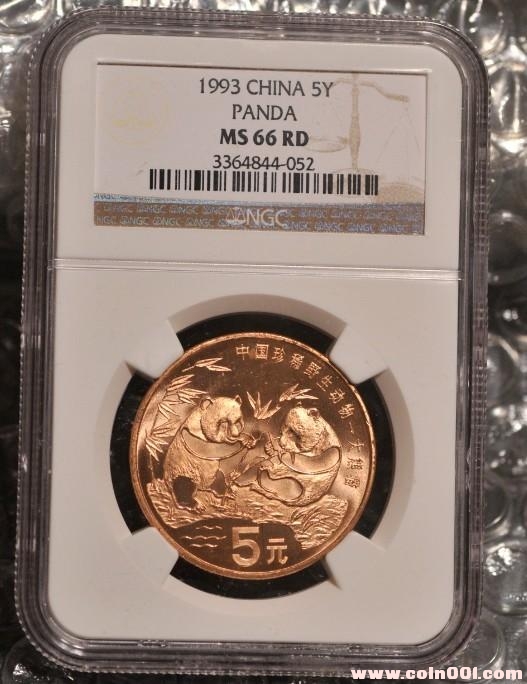 1993 CHINA 5Y
PANDA
MS 66 RD
3364844-052
NGC
中国珍稀野生动物—大熊猫
5元
www.coin001.com